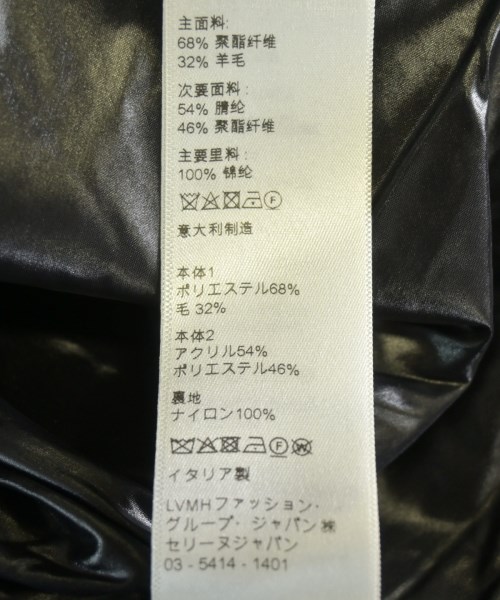 主面料:
68% 聚酯纤维
32% 羊毛
次要面料:
54% 腈纶
46% 聚酯纤维
主要里料:
100% 锦纶
F
意大利制造
本体1
ポリエステル68%
毛 32%
本体2
アクリル54%
ポリエステル46%
裏地
ナイロン100%
F W
イタリア製
LVMHファッション・
グループ・ジャパン㈱
セリーヌジャパン
03 - 5414 - 1401